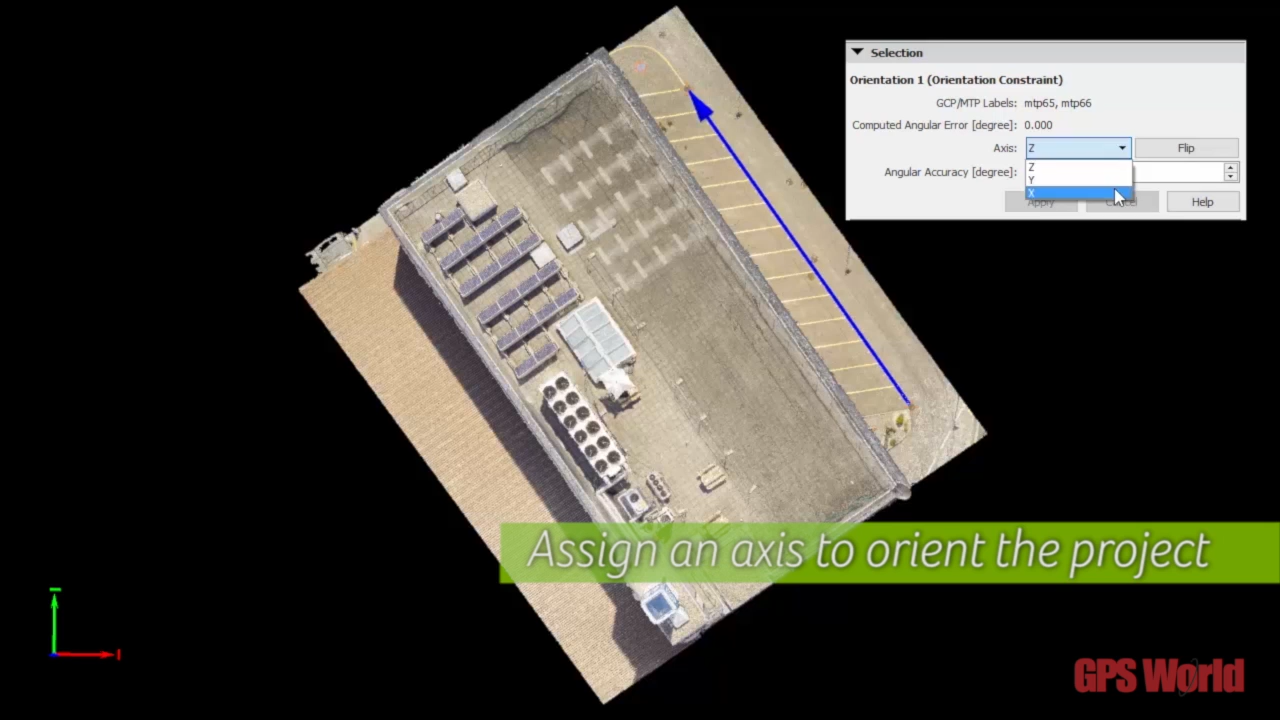 Selection
Orientation 1 (Orientation Constraint)
GCP/MTP Labels: mtp65, mtp66
Computed Angular Error [degree]: 0.000
Axis: Z Flip
Z
Y
X
Angular Accuracy [degree]:
Apply Cancel Help
Assign an axis to orient the project
GPS World